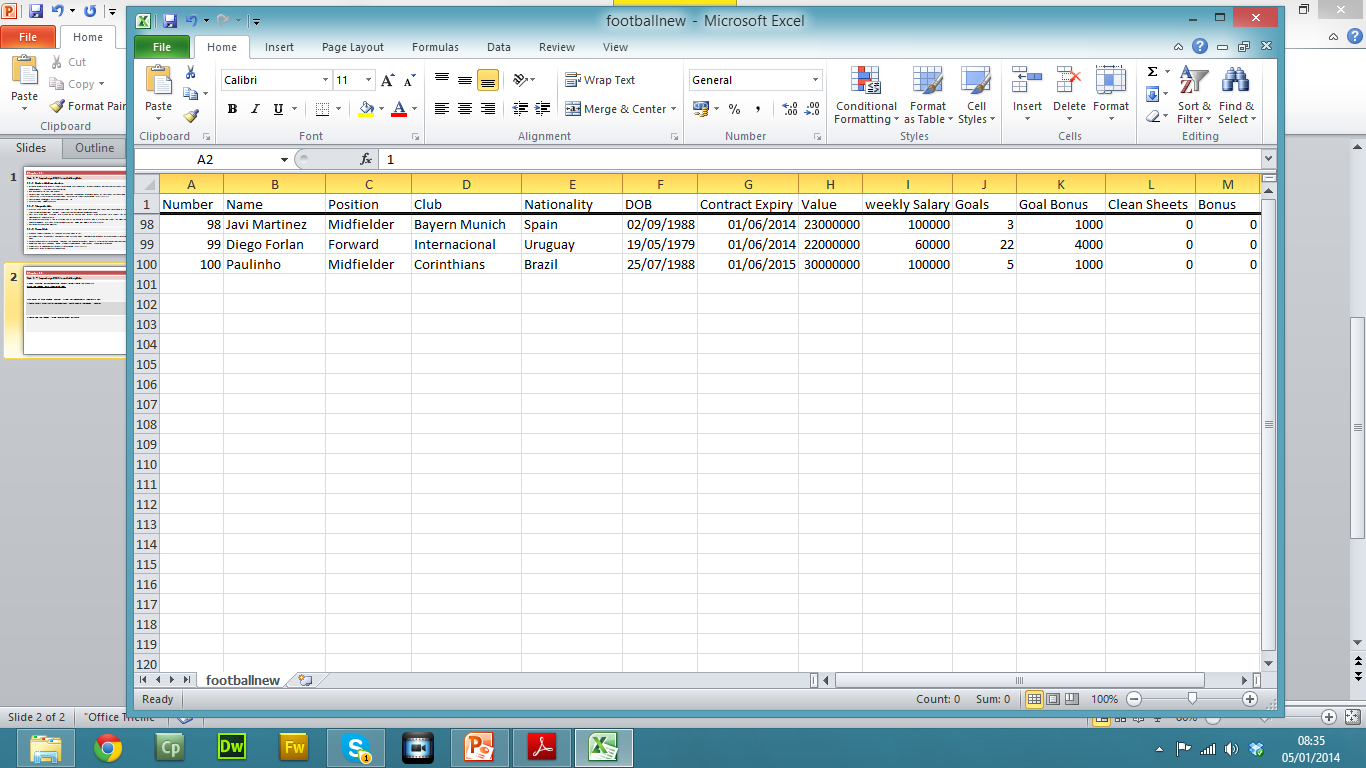 footballnew - Microsoft Excel
File Home
File Home Insert Page Layout Formulas Data Review View
Paste Cut Copy Format Pain
Clipboard
Slides Outline
1
2
Paste Calibri 11 Wrap Text General Conditional Formatting Format as Table Cell Styles Insert Delete Format Sort & Filter Find & Select
B I U Merge & Center % ,
Clipboard Font Alignment Number Styles Cells Editing
A2 fx 1
A B C D E F G H I J K L M
1 Number Name Position Club Nationality DOB Contract Expiry Value weekly Salary Goals Goal Bonus Clean Sheets Bonus
98 98 Javi Martinez Midfielder Bayern Munich Spain 02/09/1988 01/06/2014 23000000 100000 3 1000 0 0
99 99 Diego Forlan Forward Internacional Uruguay 19/05/1979 01/06/2014 22000000 60000 22 4000 0 0
100 100 Paulinho Midfielder Corinthians Brazil 25/07/1988 01/06/2015 30000000 100000 5 1000 0 0
101
102
103
104
105
106
107
108
109
110
111
112
113
114
115
116
117
118
119
120
footballnew
Ready Count: 0 Sum: 0 100%
Slide 2 of 2 "Office Theme"
Cp Dw Fw S 1 P X
08:35
05/01/2014